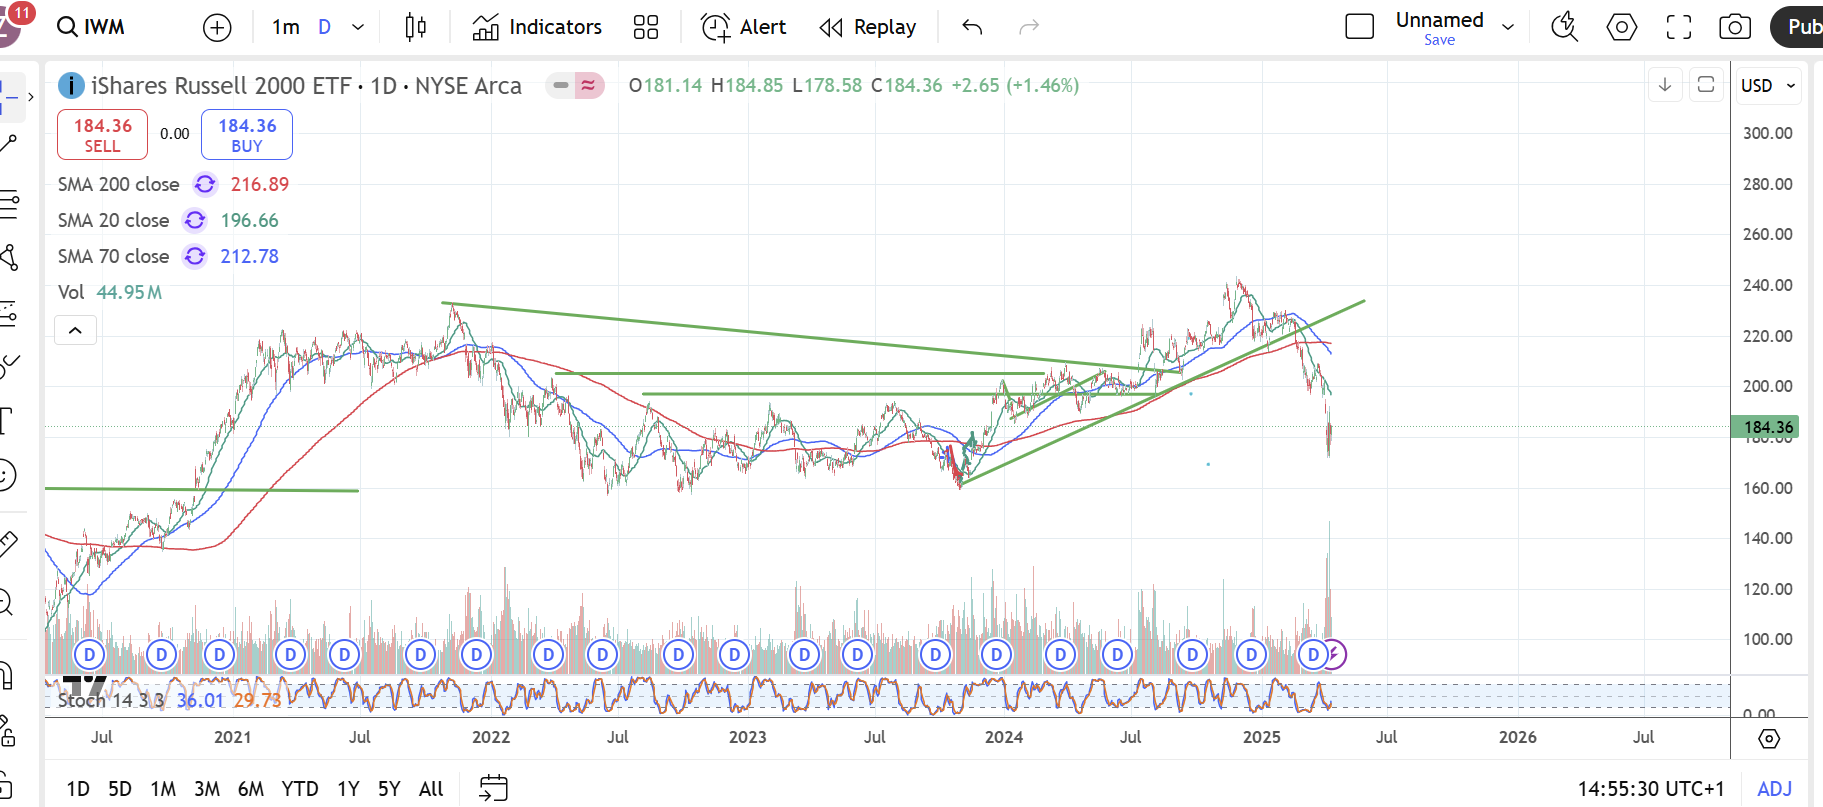 11
IWM
1m D Indicators Alert Replay Unnamed
Save
Pub
iShares Russell 2000 ETF · 1D · NYSE Arca O181.14 H184.85 L178.58 C184.36 +2.65 (+1.46%)
USD
184.36 SELL 0.00 184.36 BUY
SMA 200 close 216.89
SMA 20 close 196.66
SMA 70 close 212.78
Vol 44.95M
300.00
280.00
260.00
240.00
220.00
200.00
184.36
180.00
160.00
140.00
120.00
100.00
D D D D D D D D D D D D D D D D D D D D
Stoch 14 3 3 36.01 29.73
0.00
Jul 2021 Jul 2022 Jul 2023 Jul 2024 Jul 2025 Jul 2026 Jul
1D 5D 1M 3M 6M YTD 1Y 5Y All 14:55:30 UTC+1 ADJ